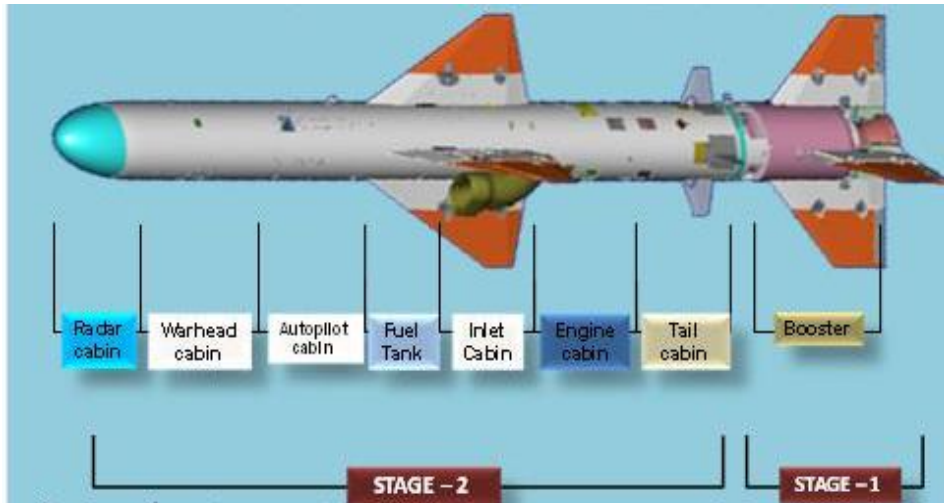 Radar
cabin
Warhead
cabin
Autopilot
cabin
Fuel
Tank
Inlet
Cabin
Engine
cabin
Tail
cabin
Booster
STAGE – 2
STAGE – 1